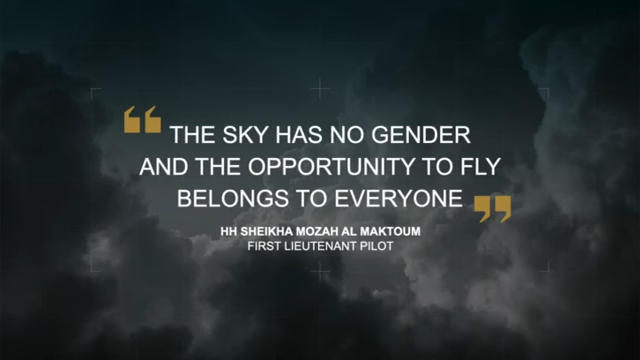 “ THE SKY HAS NO GENDER
AND THE OPPORTUNITY TO FLY
BELONGS TO EVERYONE ”
HH SHEIKHA MOZAH AL MAKTOUM
FIRST LIEUTENANT PILOT